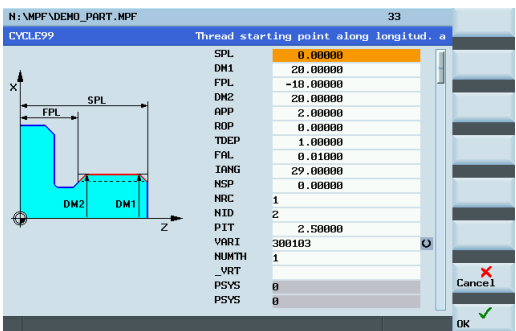 N:\MPF\DEMO_PART.MPF 33
CYCLE99 Thread starting point along longitud. a
SPL 0.00000
DM1 20.00000
FPL -18.00000
DM2 20.00000
APP 2.00000
ROP 0.00000
TDEP 1.00000
FAL 0.01000
IANG 29.00000
NSP 0.00000
NRC 1
NID 2
PIT 2.50000
VARI 300103
NUMTH 1
_VRT
PSYS 0
PSYS 0
X
SPL
FPL
DM2 DM1
Z
Cancel
OK